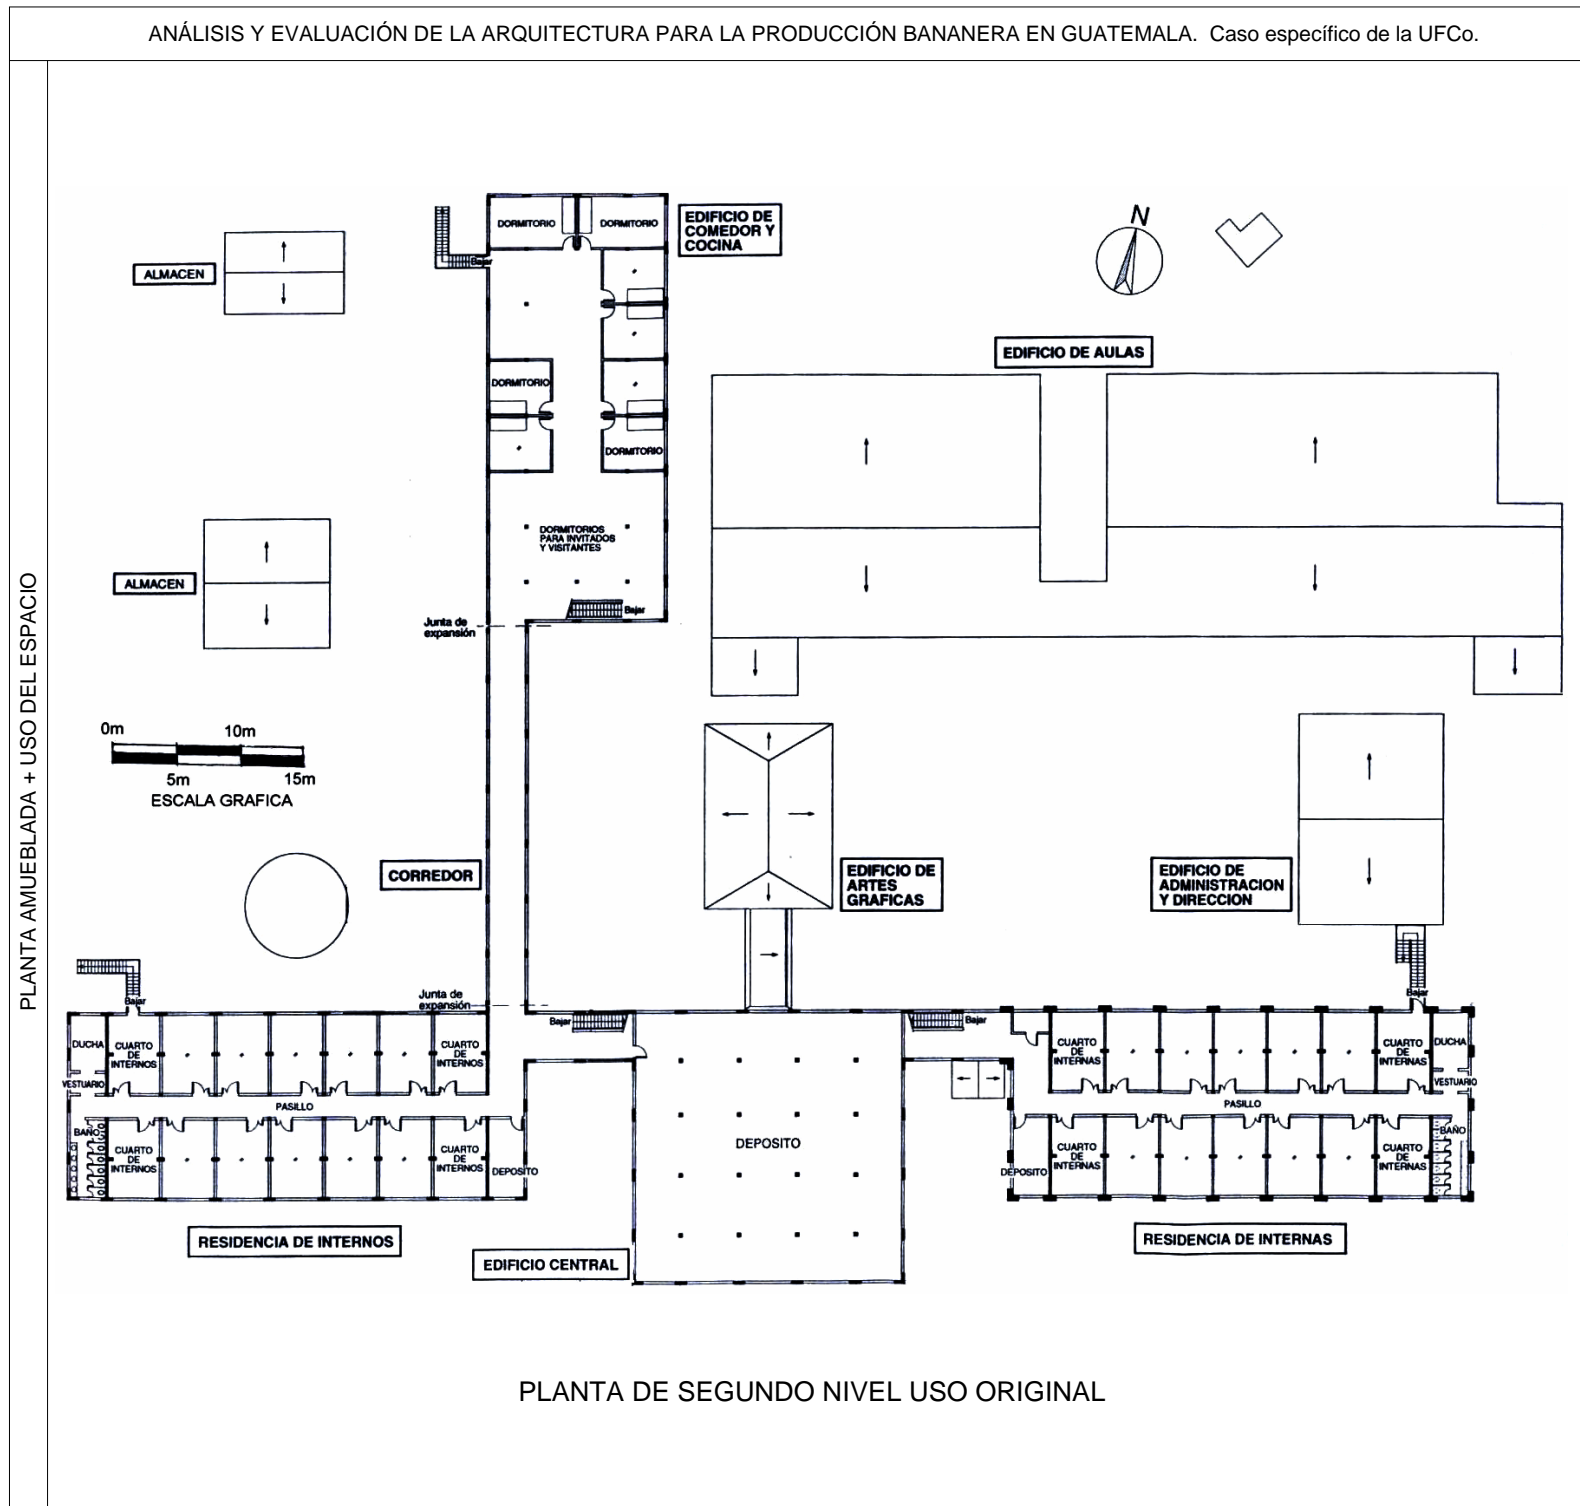 ANÁLISIS Y EVALUACIÓN DE LA ARQUITECTURA PARA LA PRODUCCIÓN BANANERA EN GUATEMALA. Caso específico de la UFCo.
PLANTA AMUEBLADA + USO DEL ESPACIO
DORMITORIO
DORMITORIO
EDIFICIO DE
COMEDOR Y
COCINA
N
Bajar
ALMACEN
EDIFICIO DE AULAS
DORMITORIO
DORMITORIO
DORMITORIOS
PARA INVITADOS
Y VISITANTES
ALMACEN
Bajar
Junta de
expansión
0m
10m
5m
15m
ESCALA GRAFICA
CORREDOR
EDIFICIO DE
ARTES
GRAFICAS
EDIFICIO DE
ADMINISTRACION
Y DIRECCION
Junta de
expansión
Bajar
Bajar
Bajar
Bajar
DUCHA
CUARTO
DE
INTERNOS
CUARTO
DE
INTERNOS
CUARTO
DE
INTERNAS
CUARTO
DE
INTERNAS
DUCHA
VESTUARIO
VESTUARIO
PASILLO
PASILLO
BAÑO
CUARTO
DE
INTERNOS
CUARTO
DE
INTERNOS
DEPOSITO
DEPOSITO
DEPOSITO
CUARTO
DE
INTERNAS
CUARTO
DE
INTERNAS
BAÑO
RESIDENCIA DE INTERNOS
EDIFICIO CENTRAL
RESIDENCIA DE INTERNAS
PLANTA DE SEGUNDO NIVEL USO ORIGINAL